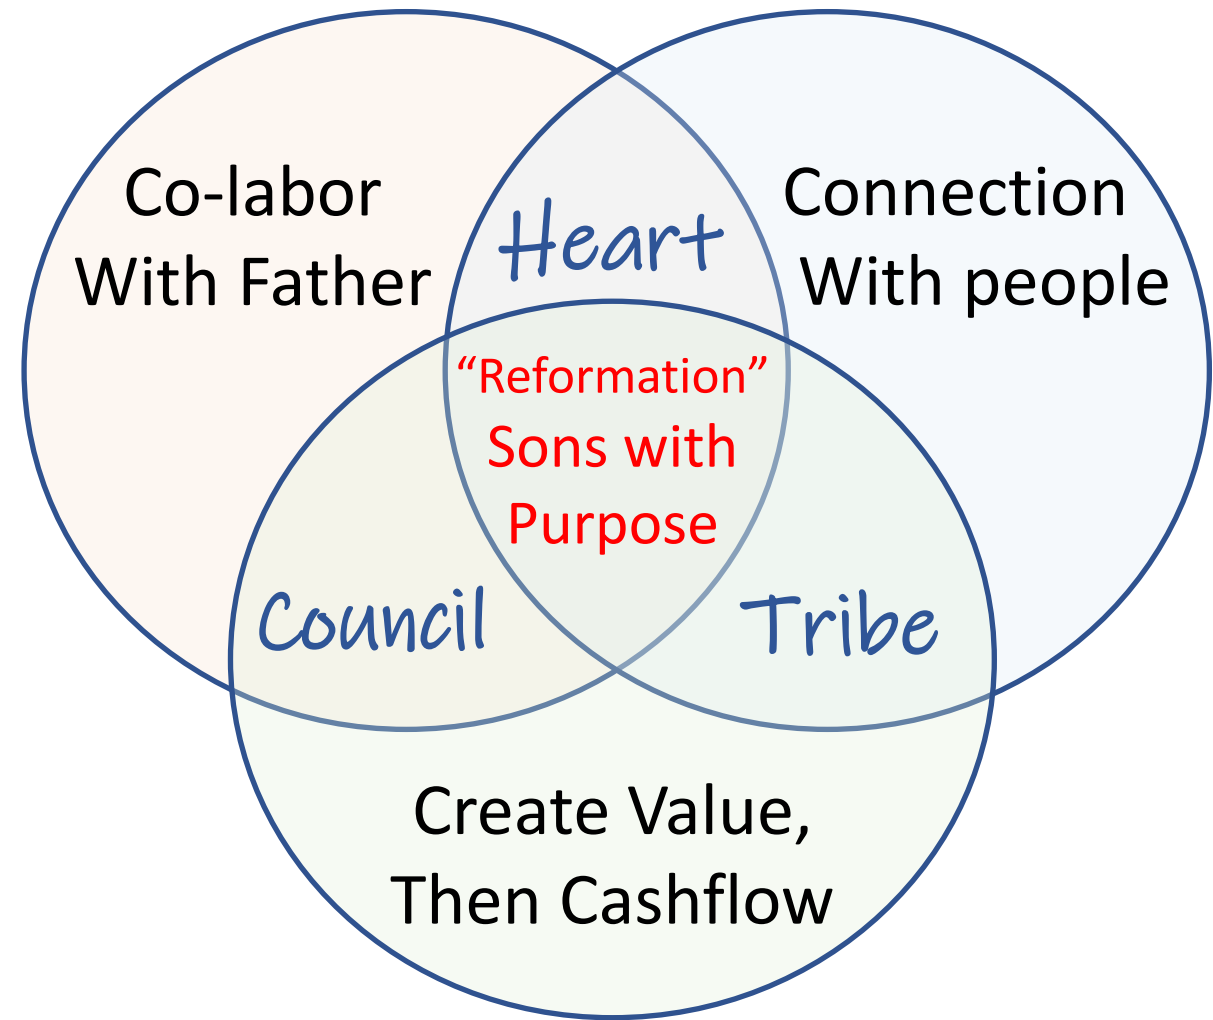 Co-labor
With Father
Heart
Connection
With people
“Reformation”
Sons with
Purpose
Council
Tribe
Create Value,
Then Cashflow